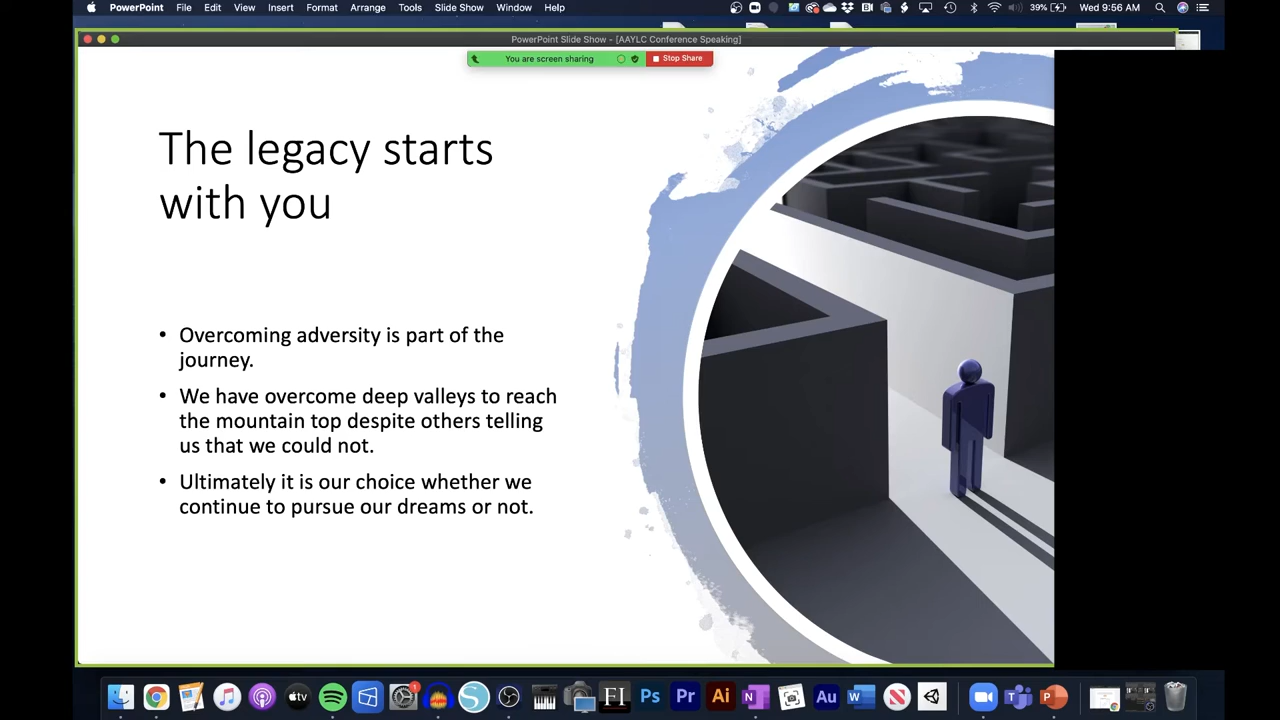 PowerPoint File Edit View Insert Format Arrange Tools Slide Show Window Help 39% Wed 9:56 AM
PowerPoint Slide Show - [AAYLC Conference Speaking]
You are screen sharing Stop Share
The legacy starts
with you
• Overcoming adversity is part of the
journey.
• We have overcome deep valleys to reach
the mountain top despite others telling
us that we could not.
• Ultimately it is our choice whether we
continue to pursue our dreams or not.
1
tv S FI Ps Pr Ai N Au W N T P